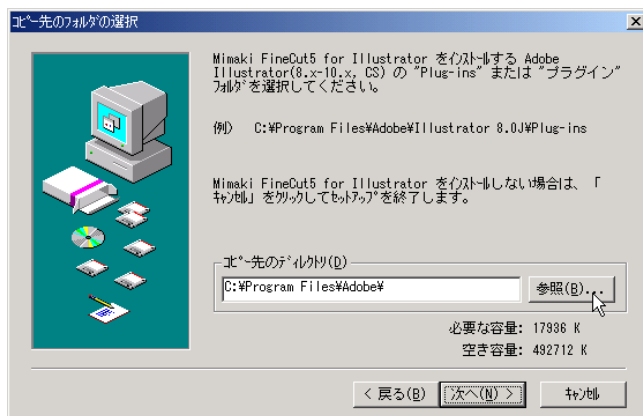 コピー先のフォルダの選択
Mimaki FineCut5 for Illustrator をインストールする Adobe
Illustrator(8.x-10.x, CS) の "Plug-ins" または "プラグイン"
フォルダを選択してください。
例)　C:¥Program Files¥Adobe¥Illustrator 8.0J¥Plug-ins
Mimaki FineCut5 for Illustrator をインストールしない場合は、「
キャンセル」をクリックしてセットアップを終了します。
コピー先のディレクトリ(D)
C:¥Program Files¥Adobe¥
参照(B)...
必要な容量: 17936 K
空き容量: 492712 K
< 戻る(B)
次へ(N) >
キャンセル